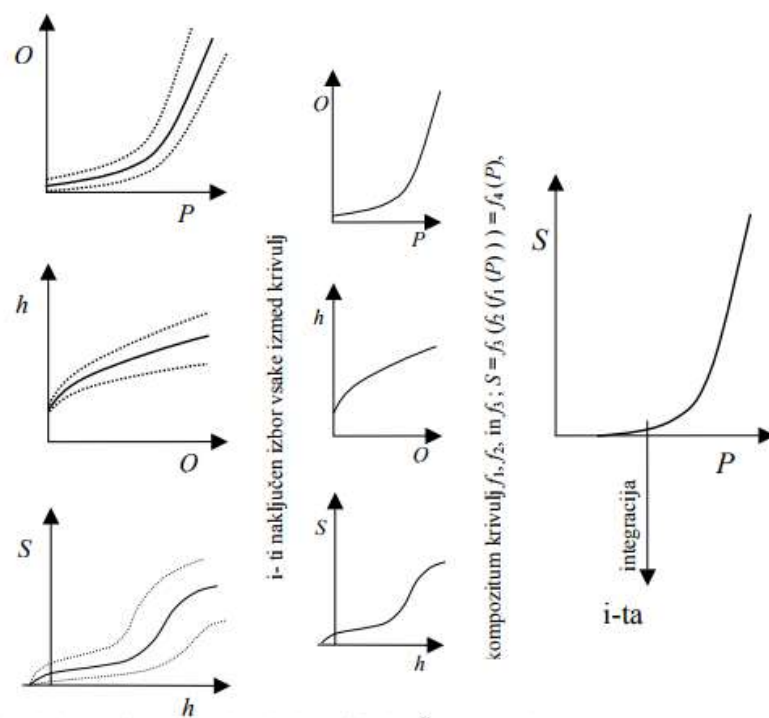 O
P
h
O
S
h
i- ti naključen izbor vsake izmed krivulj
O
P
h
O
S
h
kompozitum krivulj f₁, f₂, in f₃ ; S = f₃ (f₂ (f₁ (P) ) ) = f₄ (P),
S
P
integracija
i-ta